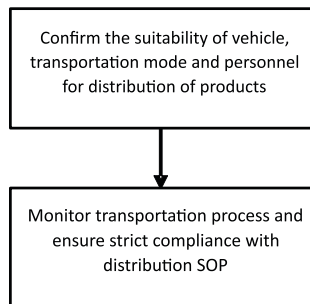 Confirm the suitability of vehicle,
transportation mode and personnel
for distribution of products
Monitor transportation process and
ensure strict compliance with
distribution SOP